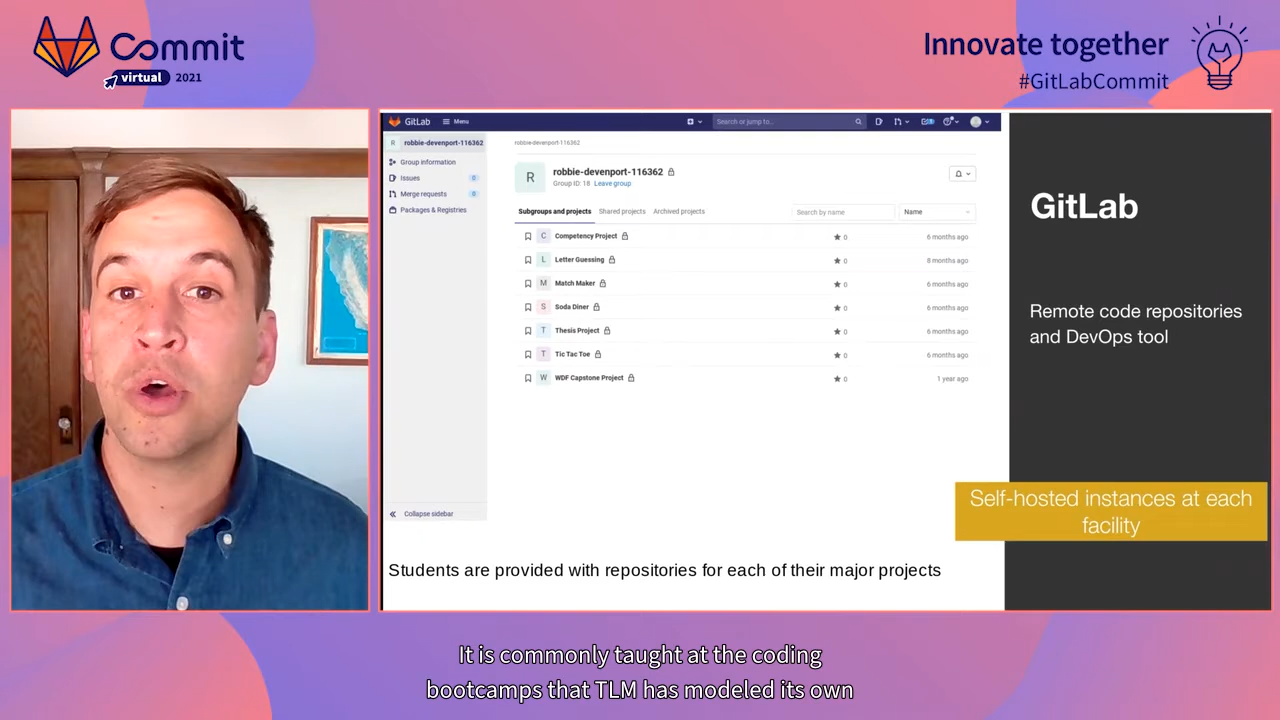 Commit
virtual 2021
Innovate together
#GitLabCommit
GitLab Menu Search or jump to...
R robbie-devenport-116362
robbie-devenport-116362
Group information
Issues 0
Merge requests 0
Packages & Registries
Collapse sidebar
R robbie-devenport-116362
Group ID: 18 Leave group
Subgroups and projects Shared projects Archived projects Search by name Name
C Competency Project 0 6 months ago
L Letter Guessing 0 8 months ago
M Match Maker 0 6 months ago
S Soda Diner 0 6 months ago
T Thesis Project 0 6 months ago
T Tic Tac Toe 0 6 months ago
W WDF Capstone Project 0 1 year ago
Students are provided with repositories for each of their major projects
GitLab
Remote code repositories
and DevOps tool
Self-hosted instances at each
facility
It is commonly taught at the coding
bootcamps that TLM has modeled its own